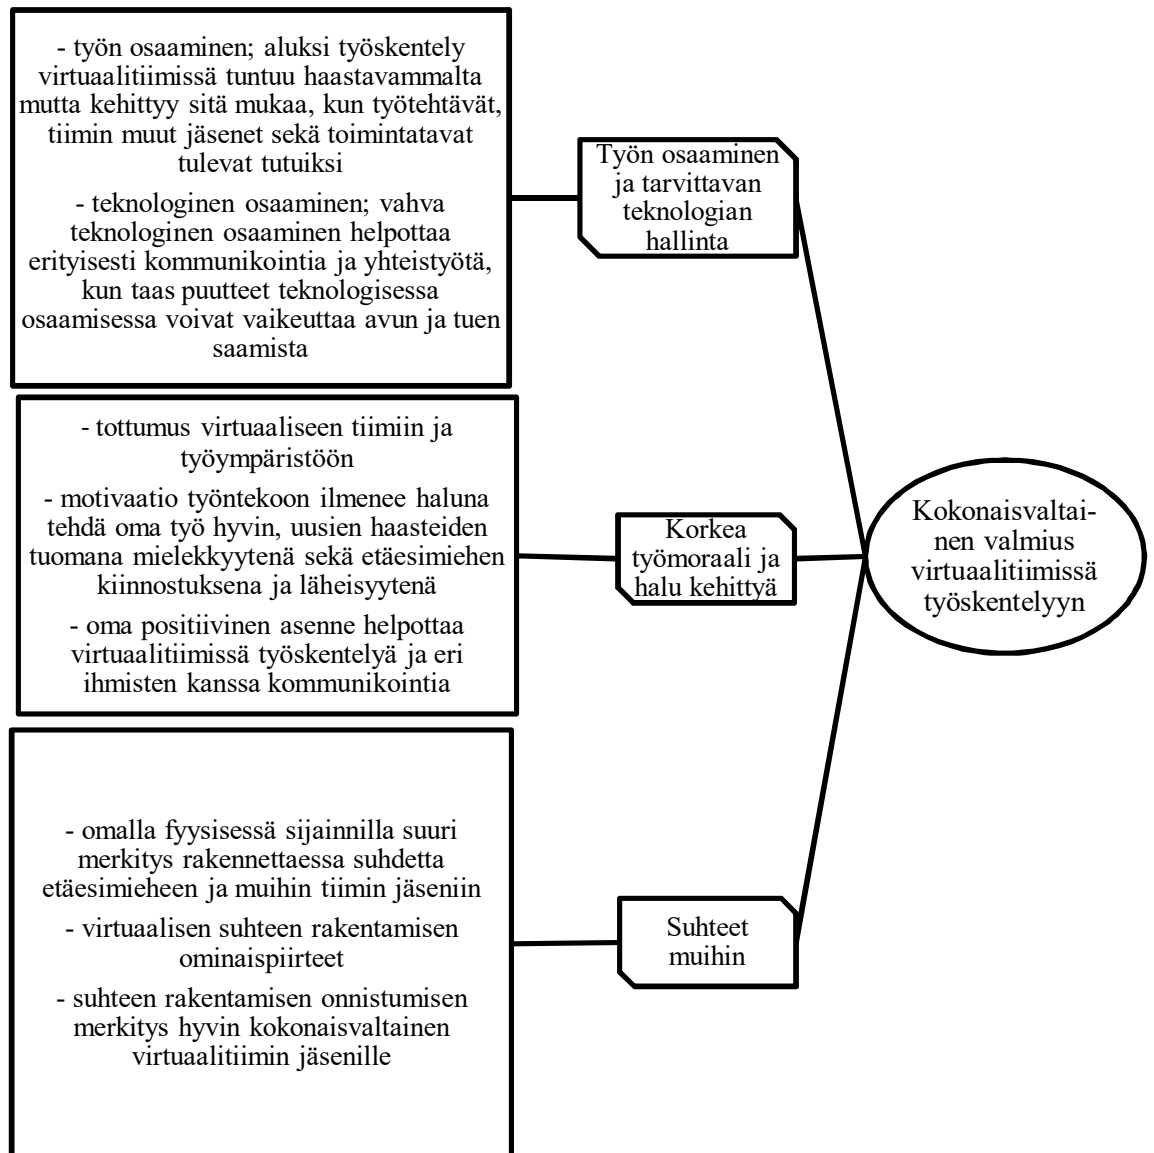 - työn osaaminen; aluksi työskentely
virtuaalitiimissä tuntuu haastavammalta
mutta kehittyy sitä mukaa, kun työtehtävät,
tiimin muut jäsenet sekä toimintatavat
tulevat tutuiksi
- teknologinen osaaminen; vahva
teknologinen osaaminen helpottaa
erityisesti kommunikointia ja yhteistyötä,
kun taas puutteet teknologisessa
osaamisessa voivat vaikeuttaa avun ja tuen
saamista
Työn osaaminen
ja tarvittavan
teknologian
hallinta
- tottumus virtuaaliseen tiimiin ja
työympäristöön
- motivaatio työntekoon ilmenee haluna
tehdä oma työ hyvin, uusien haasteiden
tuomana mielekkyytenä sekä etäesimiehen
kiinnostuksena ja läheisyytenä
- oma positiivinen asenne helpottaa
virtuaalitiimissä työskentelyä ja eri
ihmisten kanssa kommunikointia
Korkea
työmoraali ja
halu kehittyä
Kokonaisvaltai-
nen valmius
virtuaalitiimissä
työskentelyyn
- omalla fyysisessä sijainnilla suuri
merkitys rakennettaessa suhdetta
etäesimieheen ja muihin tiimin jäseniin
- virtuaalisen suhteen rakentamisen
ominaispiirteet
- suhteen rakentamisen onnistumisen
merkitys hyvin kokonaisvaltainen
virtuaalitiimin jäsenille
Suhteet
muihin